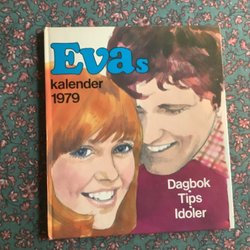 Evas
kalender
1979
Dagbok
Tips
Idoler